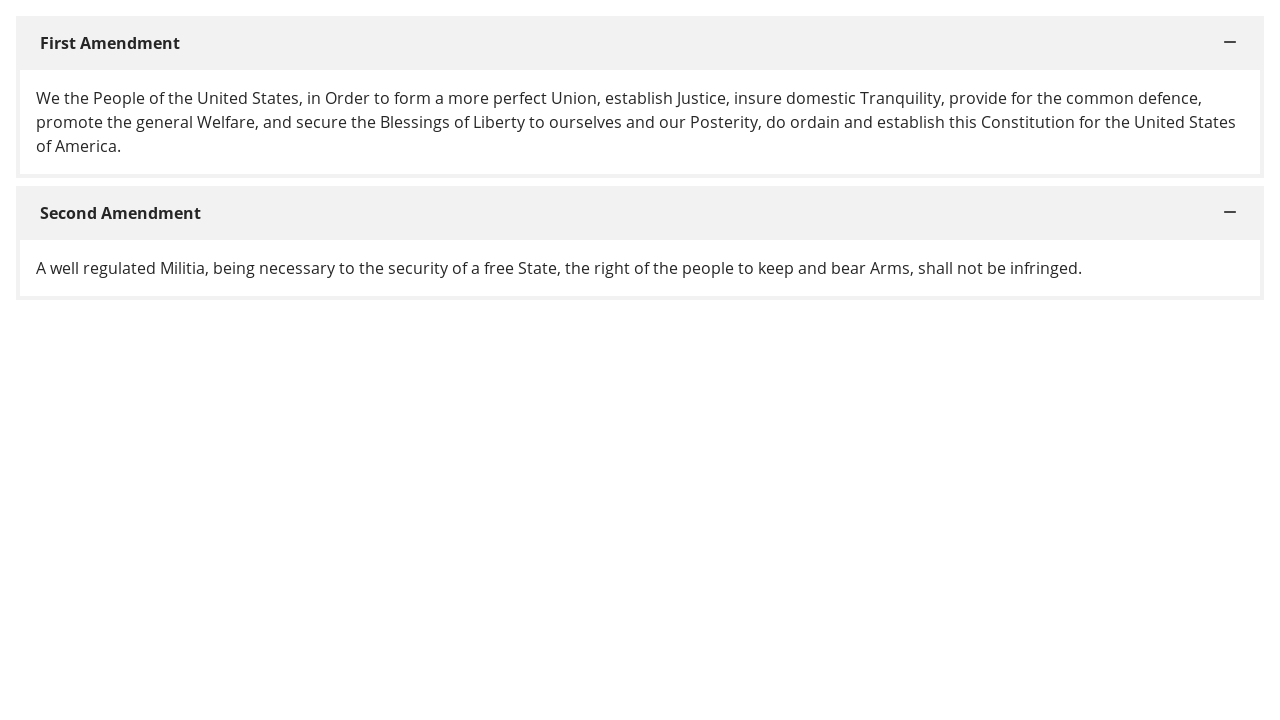 First Amendment
We the People of the United States, in Order to form a more perfect Union, establish Justice, insure domestic Tranquility, provide for the common defence,
promote the general Welfare, and secure the Blessings of Liberty to ourselves and our Posterity, do ordain and establish this Constitution for the United States
of America.
Second Amendment
A well regulated Militia, being necessary to the security of a free State, the right of the people to keep and bear Arms, shall not be infringed.